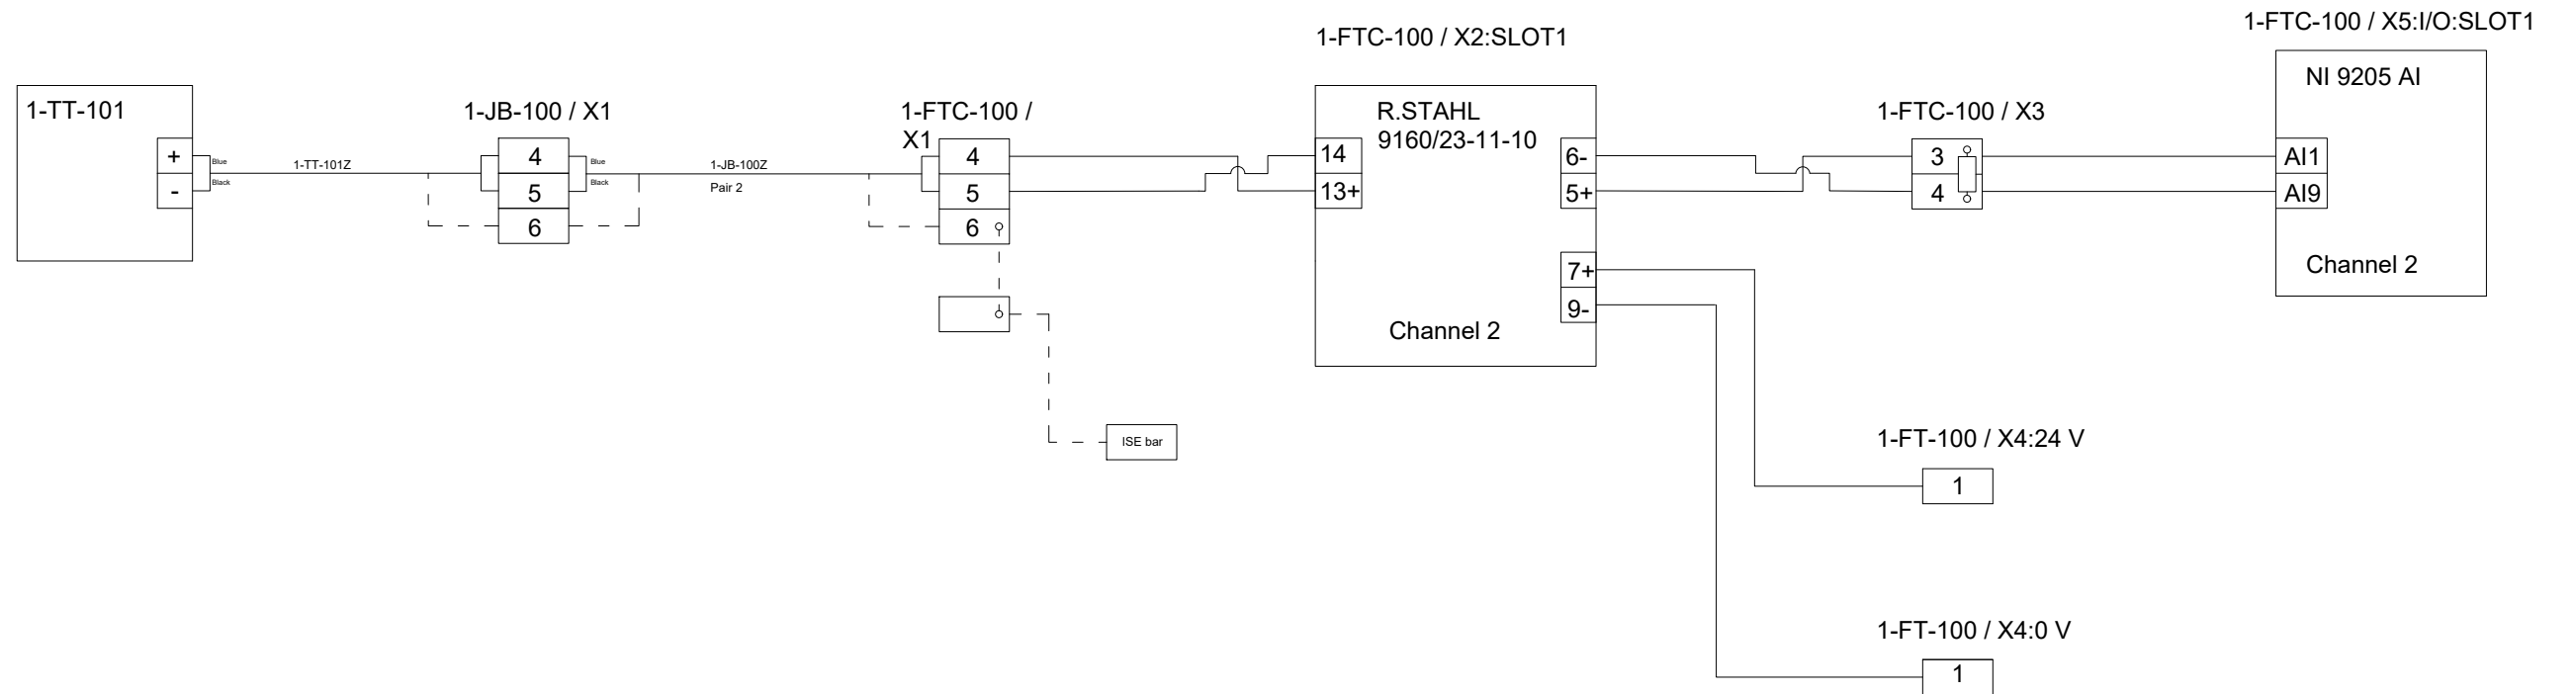 1-FTC-100 / X5:I/O:SLOT1
1-FTC-100 / X2:SLOT1
NI 9205 AI
1-TT-101
1-JB-100 / X1
1-FTC-100 /
X1
R.STAHL
9160/23-11-10
1-FTC-100 / X3
+
-
Blue
Black
1-TT-101Z
4
5
6
Blue
Black
1-JB-100Z
Pair 2
4
5
6
14
13+
6-
5+
3
4
AI1
AI9
7+
9-
Channel 2
Channel 2
ISE bar
1-FT-100 / X4:24 V
1
1-FT-100 / X4:0 V
1